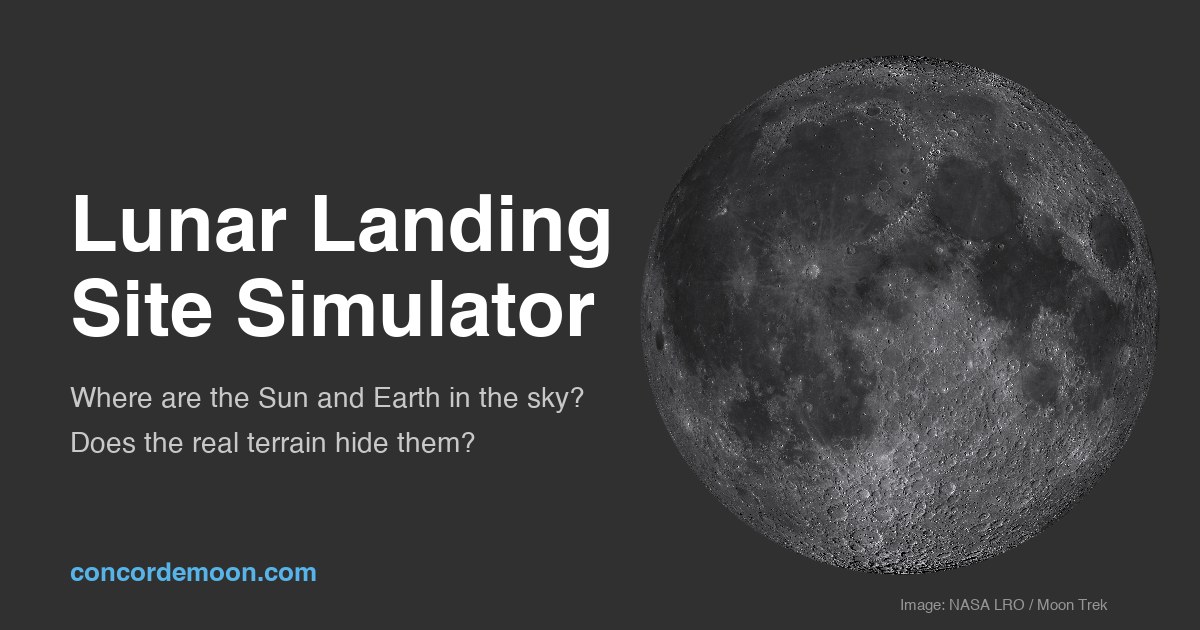 Lunar Landing
Site Simulator
Where are the Sun and Earth in the sky?
Does the real terrain hide them?
concordemoon.com
Image: NASA LRO / Moon Trek